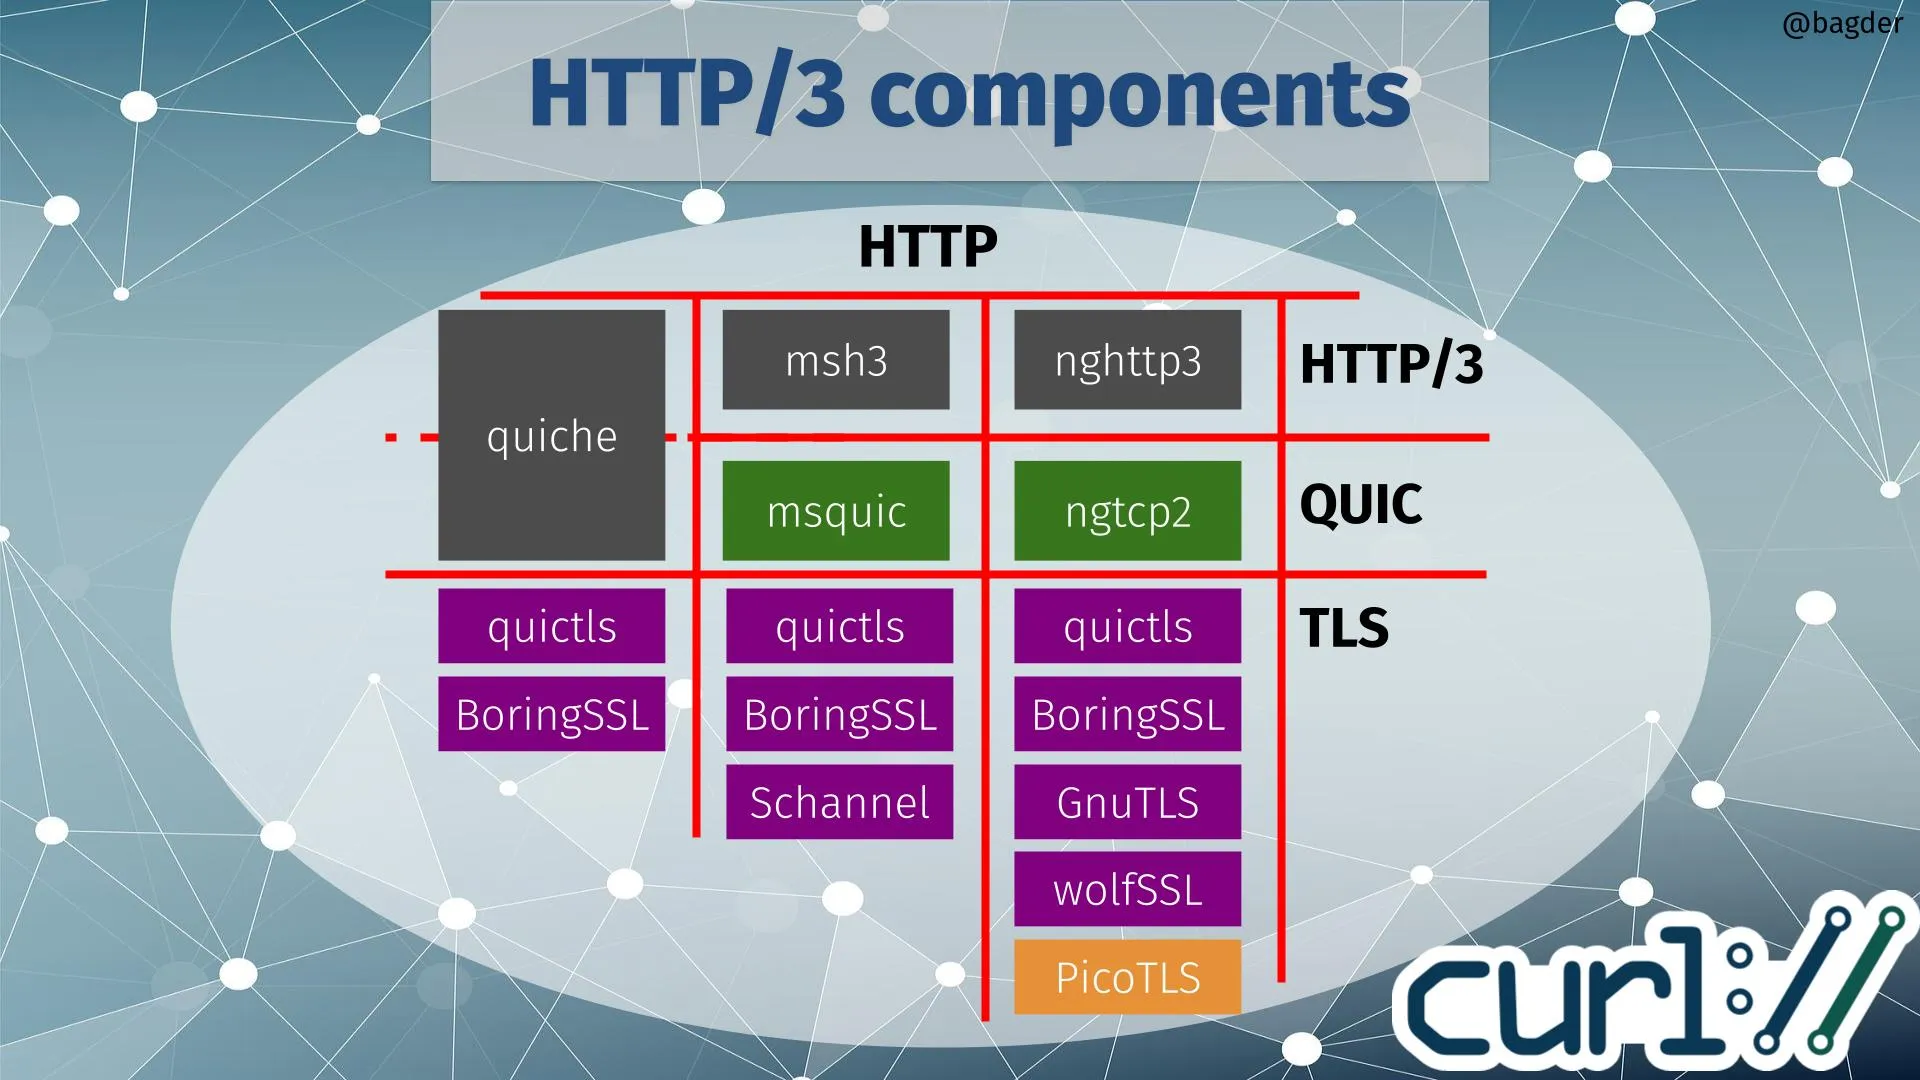 @bagder
HTTP/3 components
HTTP
quiche
msh3
nghttp3
HTTP/3
msquic
ngtcp2
QUIC
quictls
quictls
quictls
TLS
BoringSSL
BoringSSL
BoringSSL
Schannel
GnuTLS
wolfSSL
PicoTLS
curl://